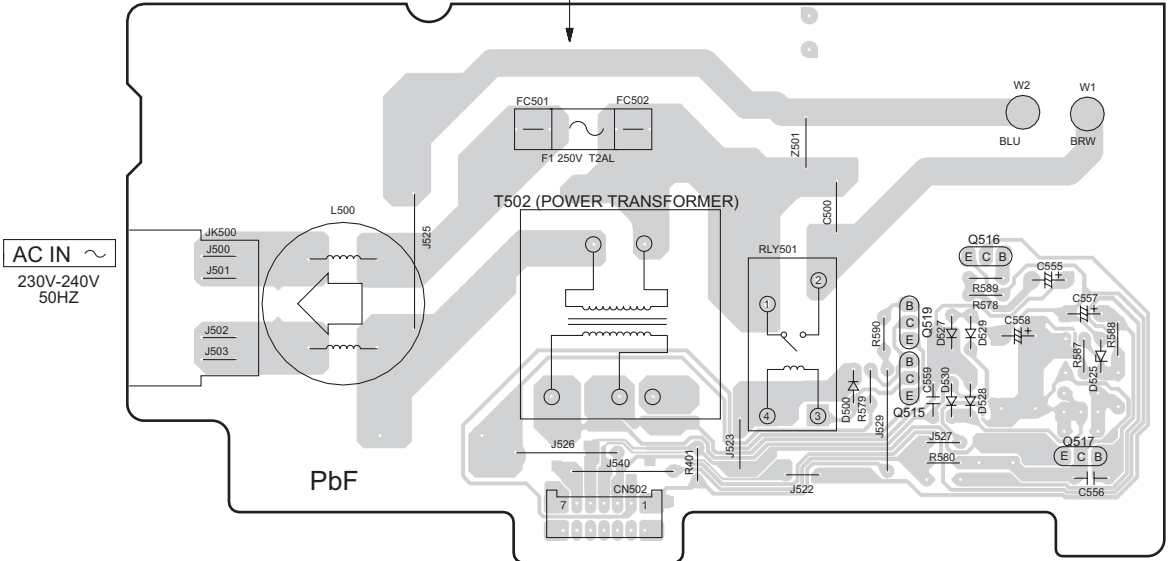 W2
W1
FC501
FC502
BLU
BRW
Z501
F1 250V T2AL
T502 (POWER TRANSFORMER)
L500
C500
J525
JK500
J500
J501
AC IN ~
230V-240V
50HZ
RLY501
Q516
E C B
C555
R589
R578
1
2
B
C
E
Q519
D527
D529
C557
C558
R590
R587
R588
D525
J502
J503
B
C
E
Q515
C559
D530
D528
D500
R579
J529
4
3
J523
J527
Q517
E C B
J526
R401
R580
J540
J522
C556
PbF
CN502
7
1